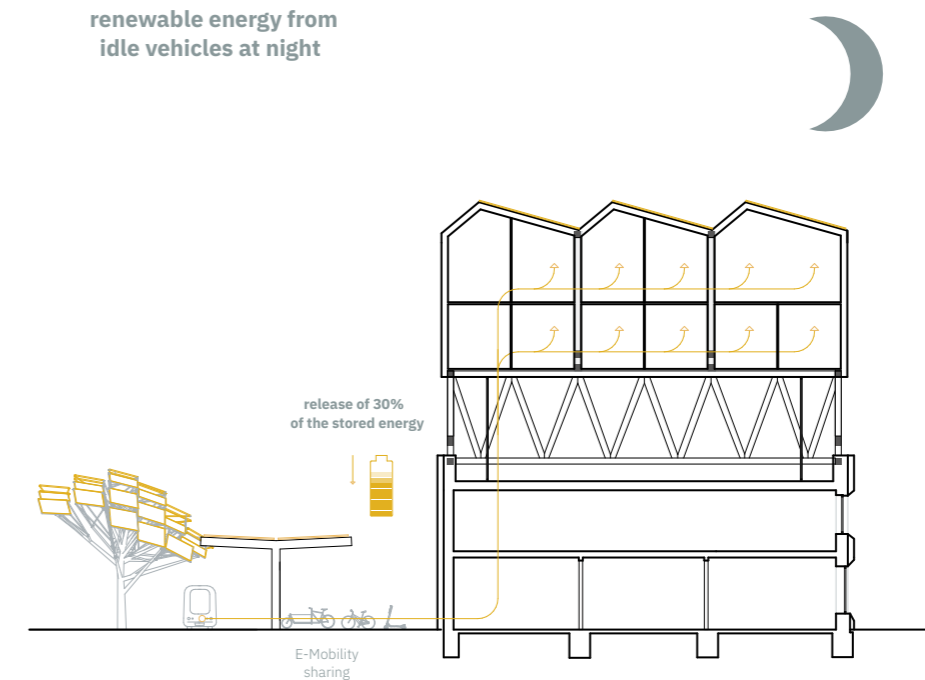 renewable energy from
idle vehicles at night
release of 30%
of the stored energy
E-Mobility
sharing